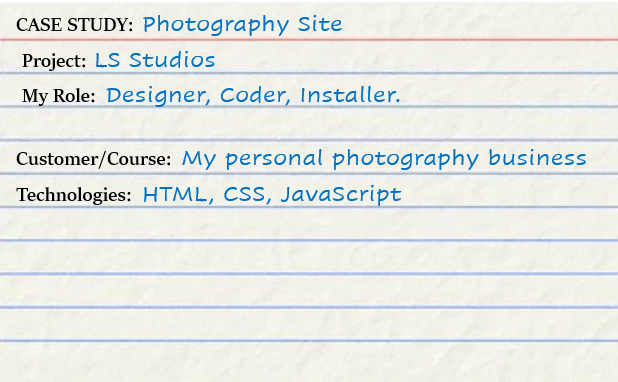 CASE STUDY: Photography Site
Project: LS Studios
My Role: Designer, Coder, Installer.
Customer/Course: My personal photography business
Technologies: HTML, CSS, JavaScript